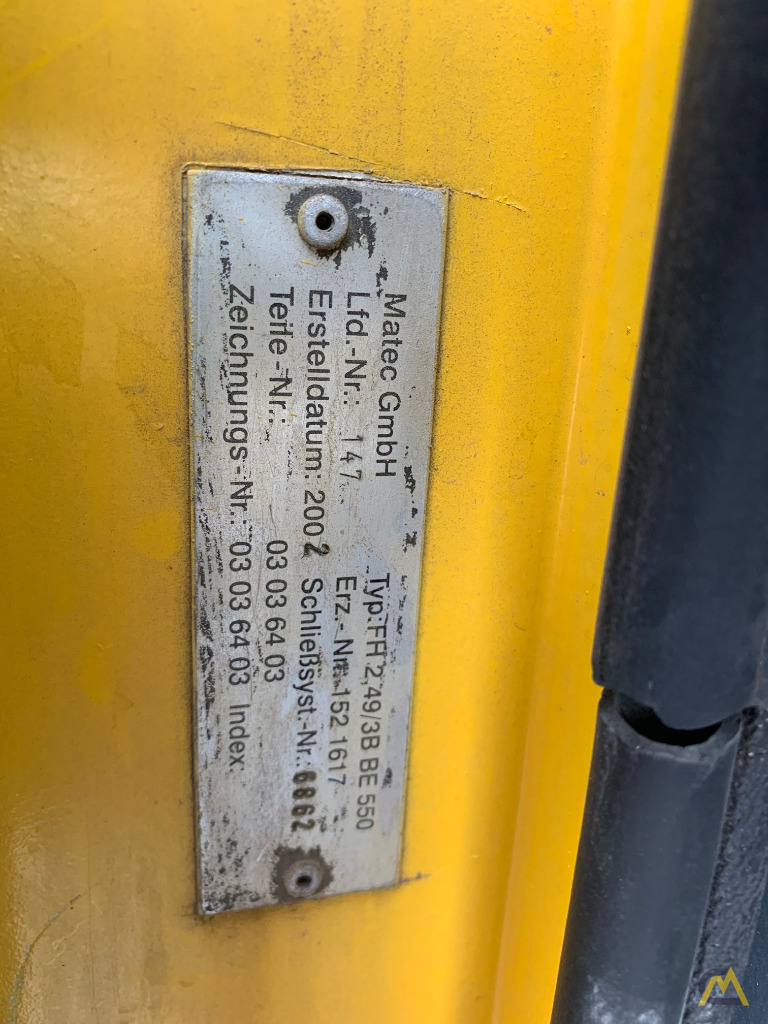 Matec GmbH Typ:FH 2,49/3B BE 550
Lfd.-Nr.: 147 Erz.-Nr.: 152 1617
Erstelldatum: 2002 Schließsyst.-Nr.: 6862
Teile-Nr.: 03 03 64 03
Zeichnungs-Nr.: 03 03 64 03 Index: